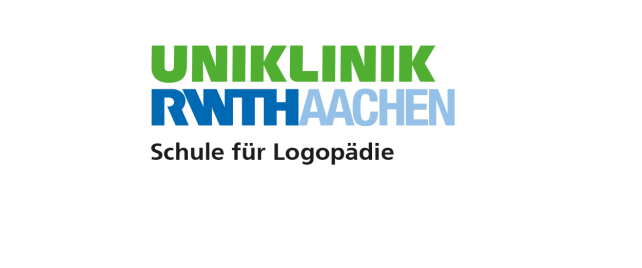 UNIKLINIK
RWTHAACHEN
Schule für Logopädie